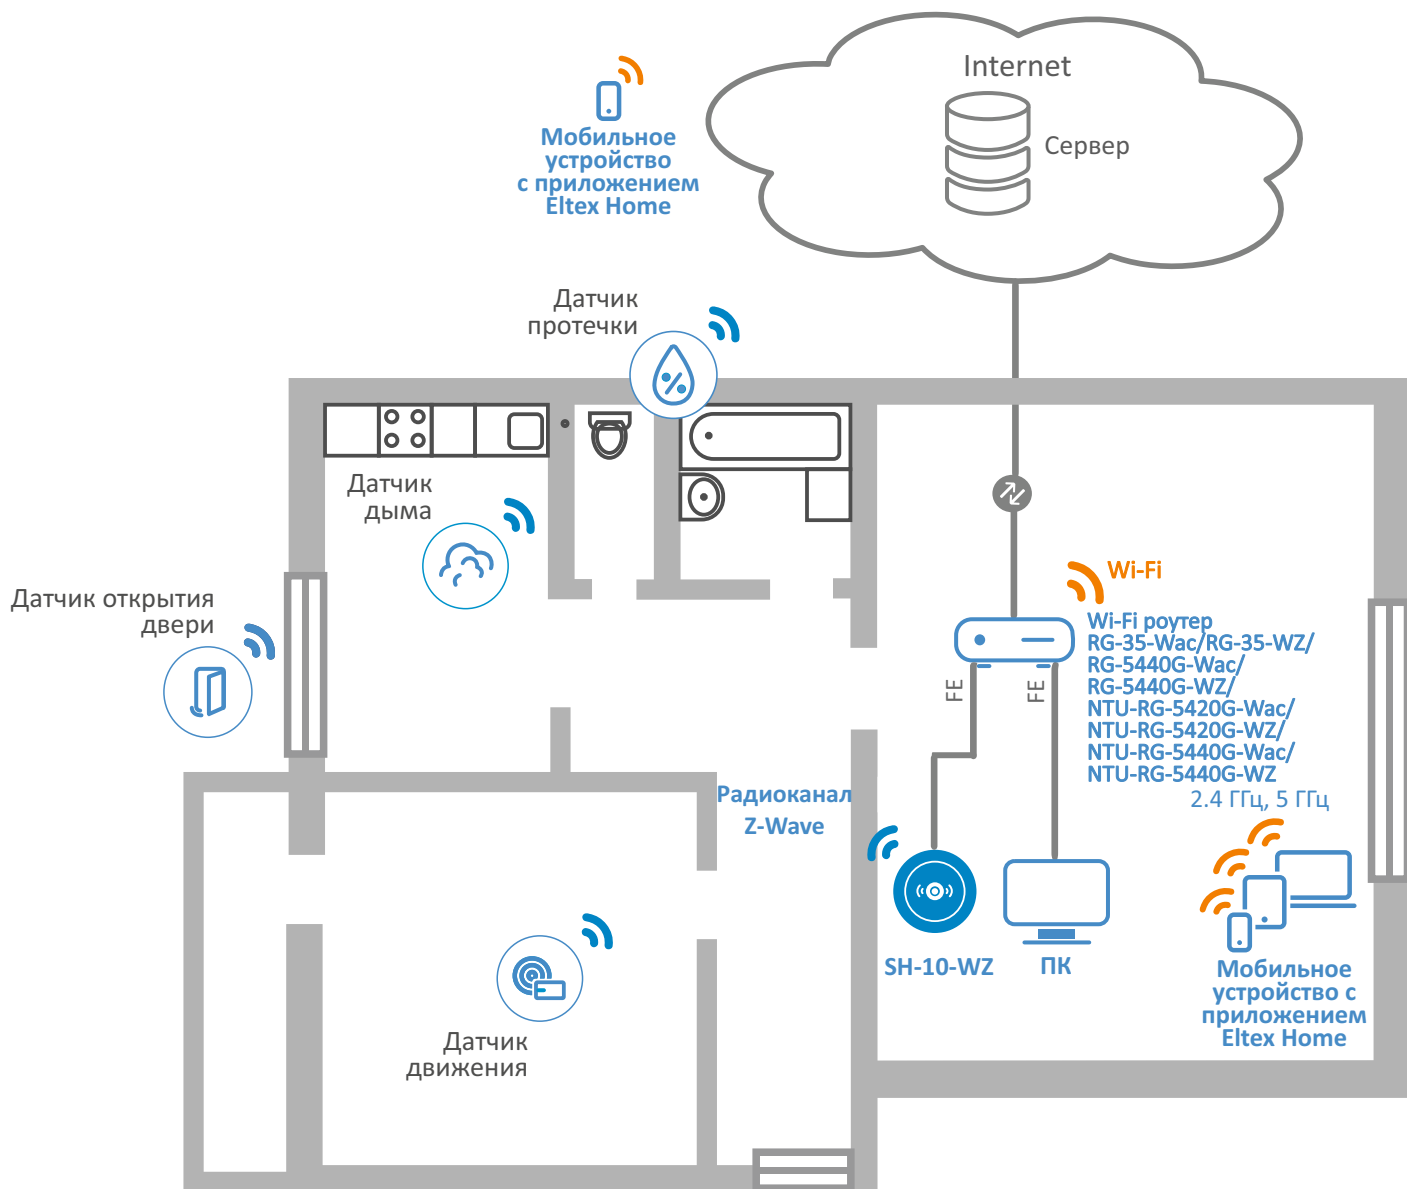 Internet
Сервер
Мобильное
устройство
с приложением
Eltex Home
Датчик
протечки
Датчик
дыма
Датчик открытия
двери
Wi-Fi
Wi-Fi роутер
RG-35-Wac/RG-35-WZ/
RG-5440G-Wac/
RG-5440G-WZ/
NTU-RG-5420G-Wac/
NTU-RG-5420G-WZ/
NTU-RG-5440G-Wac/
NTU-RG-5440G-WZ
2.4 ГГц, 5 ГГц
FE
FE
Радиоканал
Z-Wave
SH-10-WZ
ПК
Мобильное
устройство с
приложением
Eltex Home
Датчик
движения